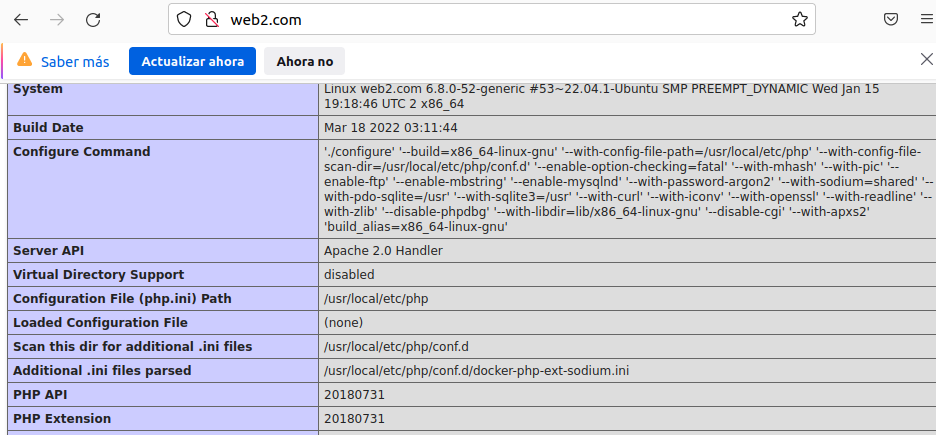 web2.com
Saber más
Actualizar ahora
Ahora no
System
Linux web2.com 6.8.0-52-generic #53~22.04.1-Ubuntu SMP PREEMPT_DYNAMIC Wed Jan 15
19:18:46 UTC 2 x86_64
Build Date
Mar 18 2022 03:11:44
Configure Command
'./configure' '--build=x86_64-linux-gnu' '--with-config-file-path=/usr/local/etc/php' '--with-config-file-
scan-dir=/usr/local/etc/php/conf.d' '--enable-option-checking=fatal' '--with-mhash' '--with-pic' '--
enable-ftp' '--enable-mbstring' '--enable-mysqlnd' '--with-password-argon2' '--with-sodium=shared' '--
with-pdo-sqlite=/usr' '--with-sqlite3=/usr' '--with-curl' '--with-iconv' '--with-openssl' '--with-readline' '--
with-zlib' '--disable-phpdbg' '--with-libdir=lib/x86_64-linux-gnu' '--disable-cgi' '--with-apxs2'
'build_alias=x86_64-linux-gnu'
Server API
Apache 2.0 Handler
Virtual Directory Support
disabled
Configuration File (php.ini) Path
/usr/local/etc/php
Loaded Configuration File
(none)
Scan this dir for additional .ini files
/usr/local/etc/php/conf.d
Additional .ini files parsed
/usr/local/etc/php/conf.d/docker-php-ext-sodium.ini
PHP API
20180731
PHP Extension
20180731